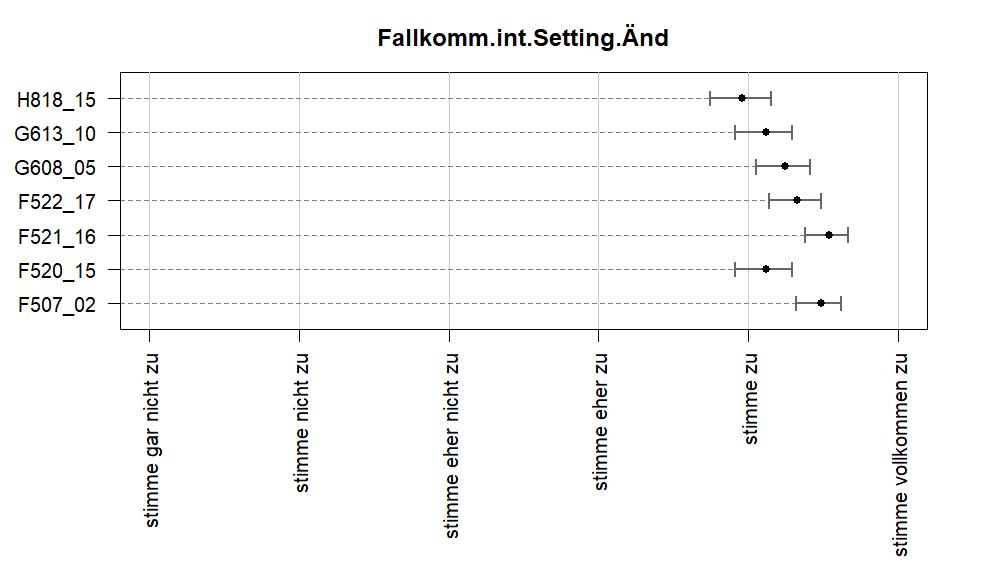 Fallkomm.int.Setting.Änd
H818_15
G613_10
G608_05
F522_17
F521_16
F520_15
F507_02
stimme gar nicht zu
stimme nicht zu
stimme eher nicht zu
stimme eher zu
stimme zu
stimme vollkommen zu